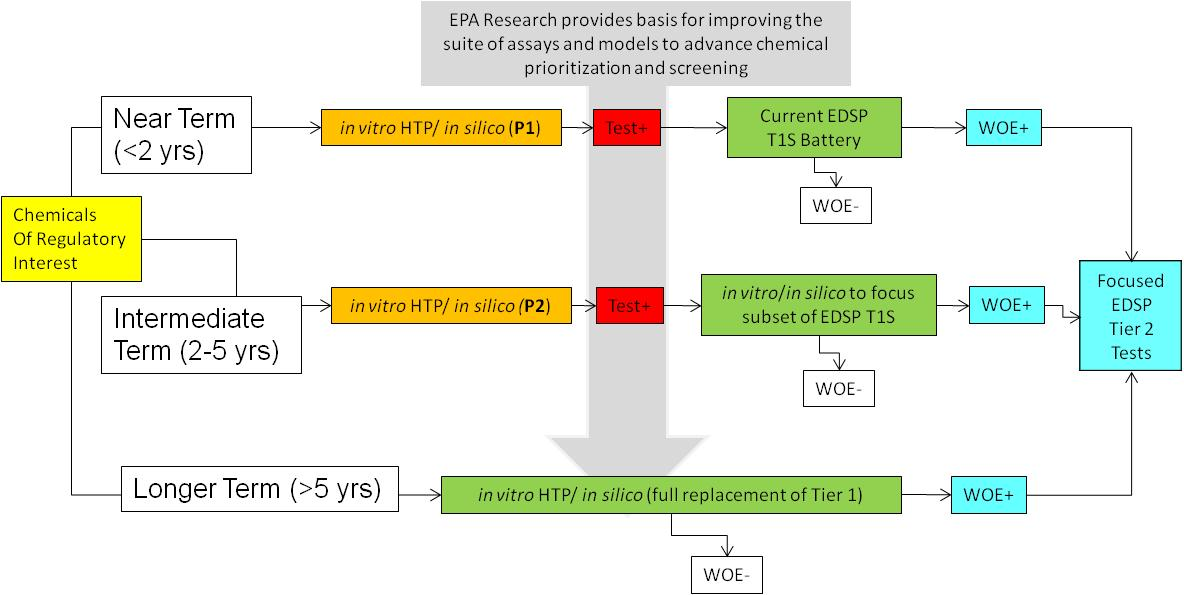 EPA Research provides basis for improving the
suite of assays and models to advance chemical
prioritization and screening
Near Term
(<2 yrs)
in vitro HTP/ in silico (P1)
Test+
Current EDSP
T1S Battery
WOE+
WOE-
Chemicals
Of Regulatory
Interest
Intermediate
Term (2-5 yrs)
in vitro HTP/ in silico (P2)
Test+
in vitro/in silico to focus
subset of EDSP T1S
WOE+
WOE-
Focused
EDSP
Tier 2
Tests
Longer Term (>5 yrs)
in vitro HTP/ in silico (full replacement of Tier 1)
WOE+
WOE-